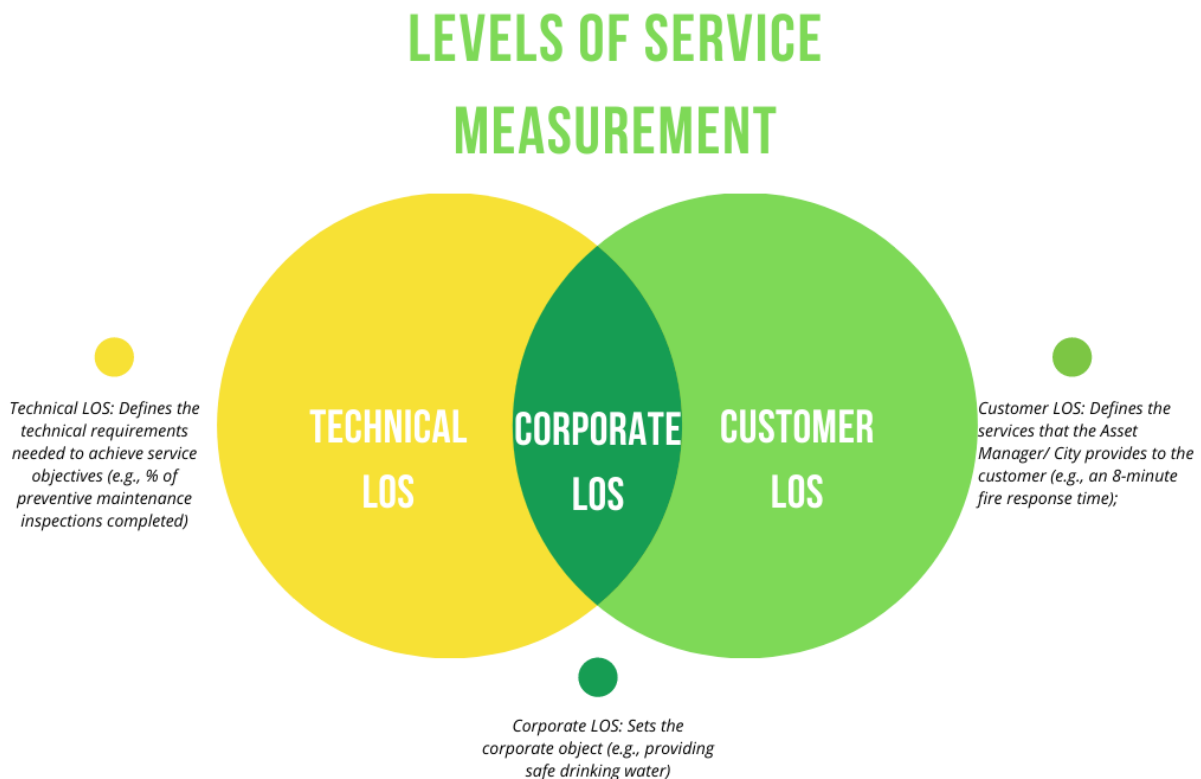 LEVELS OF SERVICE
MEASUREMENT
TECHNICAL
LOS
CORPORATE
LOS
CUSTOMER
LOS
Technical LOS: Defines the
technical requirements
needed to achieve service
objectives (e.g., % of
preventive maintenance
inspections completed)
Customer LOS: Defines the
services that the Asset
Manager/ City provides to the
customer (e.g., an 8-minute
fire response time);
Corporate LOS: Sets the
corporate object (e.g., providing
safe drinking water)